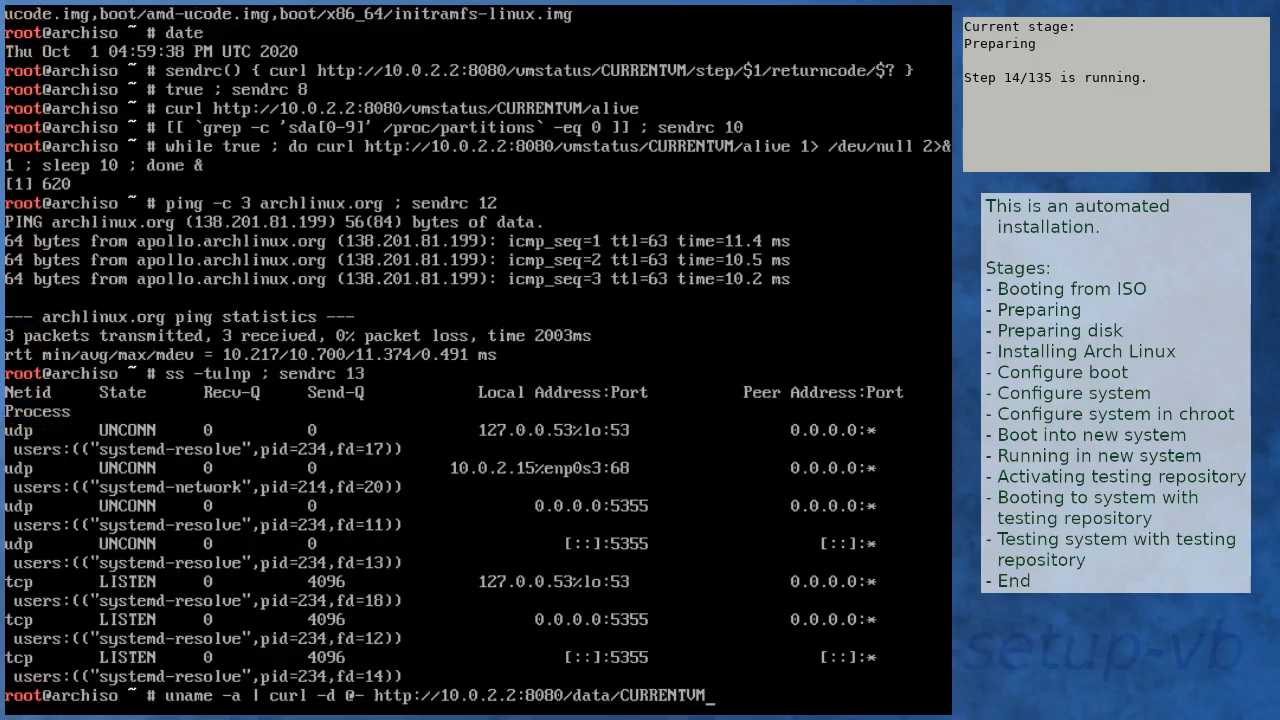 ucode.img,boot/amd-ucode.img,boot/x86_64/initramfs-linux.img
root@archiso ~ # date
Thu Oct  1 04:59:38 PM UTC 2020
root@archiso ~ # sendrc() { curl http://10.0.2.2:8080/vmstatus/CURRENTVM/step/$1/returncode/$? }
root@archiso ~ # true ; sendrc 8
root@archiso ~ # curl http://10.0.2.2:8080/vmstatus/CURRENTVM/alive
root@archiso ~ # [[ `grep -c 'sda[0-9]' /proc/partitions` -eq 0 ]] ; sendrc 10
root@archiso ~ # while true ; do curl http://10.0.2.2:8080/vmstatus/CURRENTVM/alive 1> /dev/null 2>&
1 ; sleep 10 ; done &
[1] 620
root@archiso ~ # ping -c 3 archlinux.org ; sendrc 12
PING archlinux.org (138.201.81.199) 56(84) bytes of data.
64 bytes from apollo.archlinux.org (138.201.81.199): icmp_seq=1 ttl=63 time=11.4 ms
64 bytes from apollo.archlinux.org (138.201.81.199): icmp_seq=2 ttl=63 time=10.5 ms
64 bytes from apollo.archlinux.org (138.201.81.199): icmp_seq=3 ttl=63 time=10.2 ms

--- archlinux.org ping statistics ---
3 packets transmitted, 3 received, 0% packet loss, time 2003ms
rtt min/avg/max/mdev = 10.217/10.700/11.374/0.491 ms
root@archiso ~ # ss -tulnp ; sendrc 13
Netid     State      Recv-Q     Send-Q            Local Address:Port          Peer Address:Port
Process
udp       UNCONN     0          0                 127.0.0.53%lo:53                 0.0.0.0:*
 users:(("systemd-resolve",pid=234,fd=17))
udp       UNCONN     0          0              10.0.2.15%enp0s3:68                 0.0.0.0:*
 users:(("systemd-network",pid=214,fd=20))
udp       UNCONN     0          0                       0.0.0.0:5355               0.0.0.0:*
 users:(("systemd-resolve",pid=234,fd=11))
udp       UNCONN     0          0                          [::]:5355                  [::]:*
 users:(("systemd-resolve",pid=234,fd=13))
tcp       LISTEN     0          4096              127.0.0.53%lo:53                 0.0.0.0:*
 users:(("systemd-resolve",pid=234,fd=18))
tcp       LISTEN     0          4096                    0.0.0.0:5355               0.0.0.0:*
 users:(("systemd-resolve",pid=234,fd=12))
tcp       LISTEN     0          4096                       [::]:5355                  [::]:*
 users:(("systemd-resolve",pid=234,fd=14))
root@archiso ~ # uname -a | curl -d @- http://10.0.2.2:8080/data/CURRENTVM_
Current stage:
Preparing

Step 14/135 is running.
This is an automated
installation.

Stages:
- Booting from ISO
- Preparing
- Preparing disk
- Installing Arch Linux
- Configure boot
- Configure system
- Configure system in chroot
- Boot into new system
- Running in new system
- Activating testing repository
- Booting to system with
testing repository
- Testing system with testing
repository
- End
-setup-vb